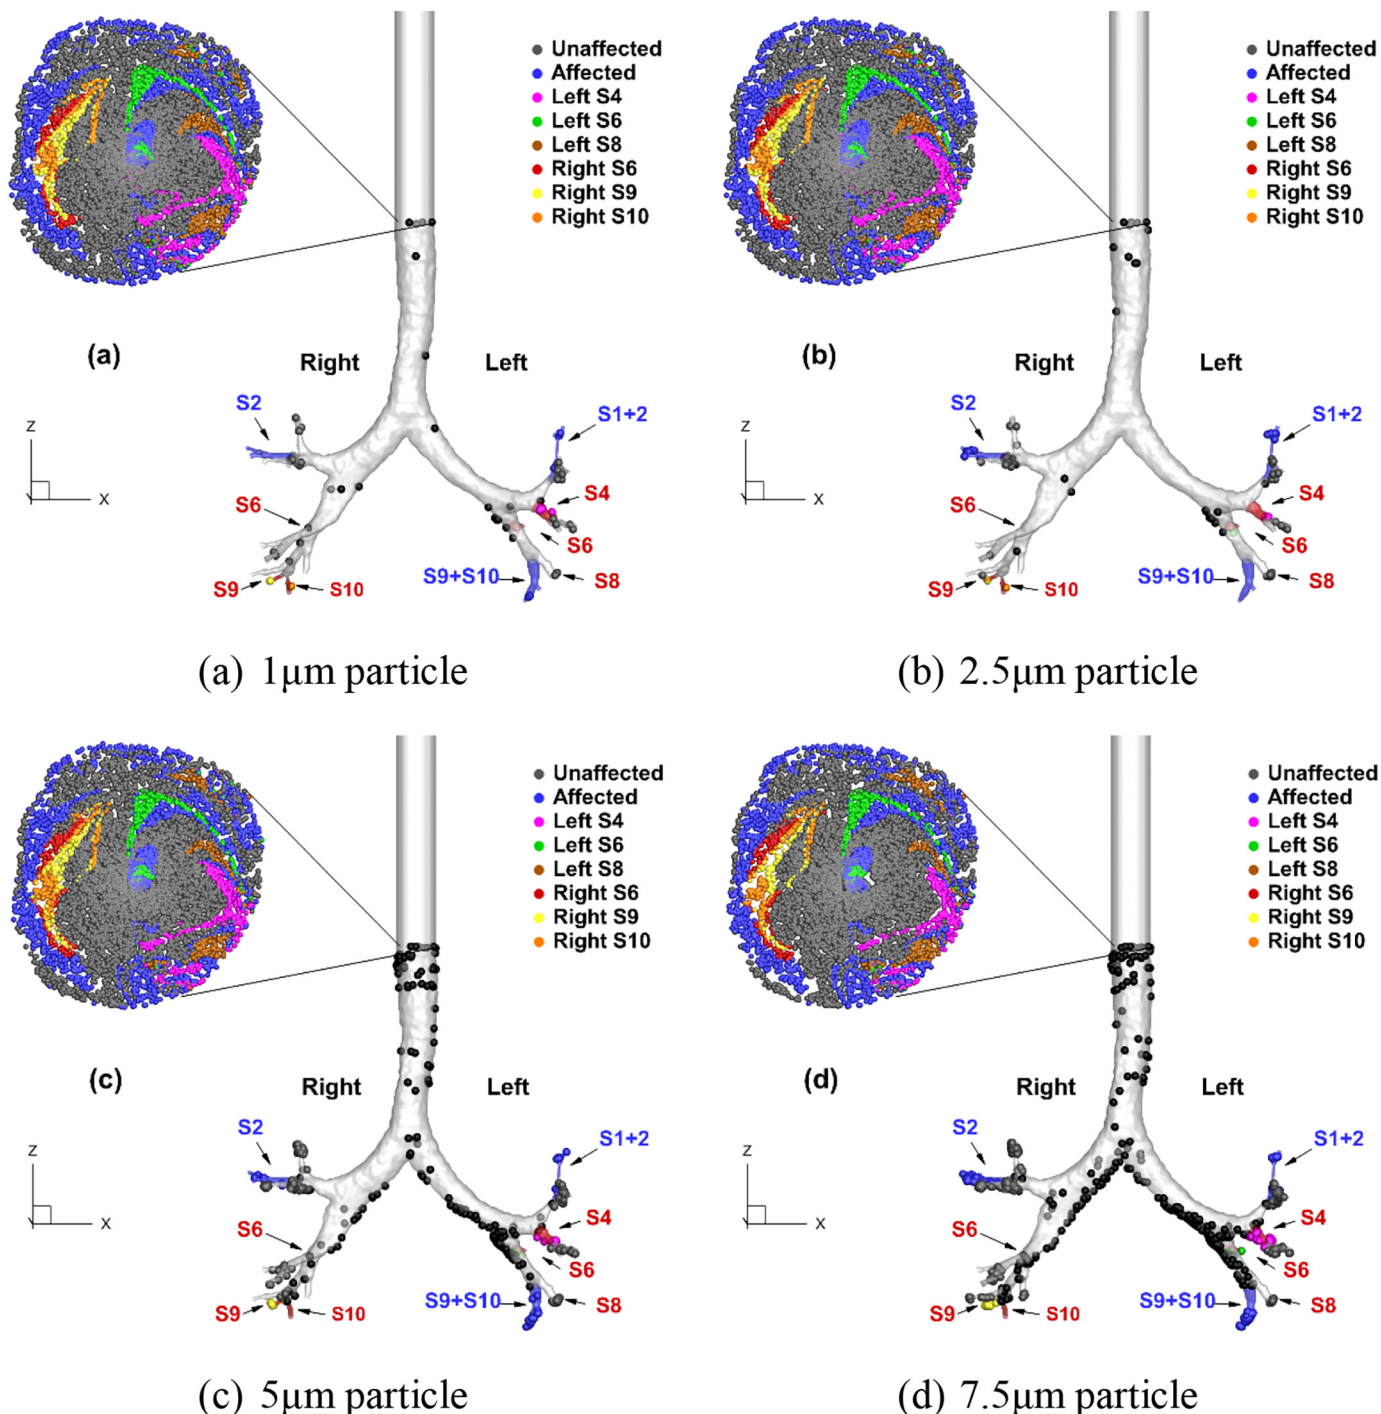 Unaffected
Affected
Left S4
Left S6
Left S8
Right S6
Right S9
Right S10
(a)
Right
Left
S2
S1+2
Z
Y X
S6
S4
S6
S9+S10
S9
S10
S8
(a) 1μm particle
Unaffected
Affected
Left S4
Left S6
Left S8
Right S6
Right S9
Right S10
(b)
Right
Left
S2
S1+2
Z
Y X
S6
S4
S6
S9+S10
S9
S10
S8
(b) 2.5μm particle
Unaffected
Affected
Left S4
Left S6
Left S8
Right S6
Right S9
Right S10
(c)
Right
Left
S2
S1+2
Z
Y X
S6
S4
S6
S9+S10
S9
S10
S8
(c) 5μm particle
Unaffected
Affected
Left S4
Left S6
Left S8
Right S6
Right S9
Right S10
(d)
Right
Left
S2
S1+2
Z
Y X
S6
S4
S6
S9+S10
S9
S10
S8
(d) 7.5μm particle